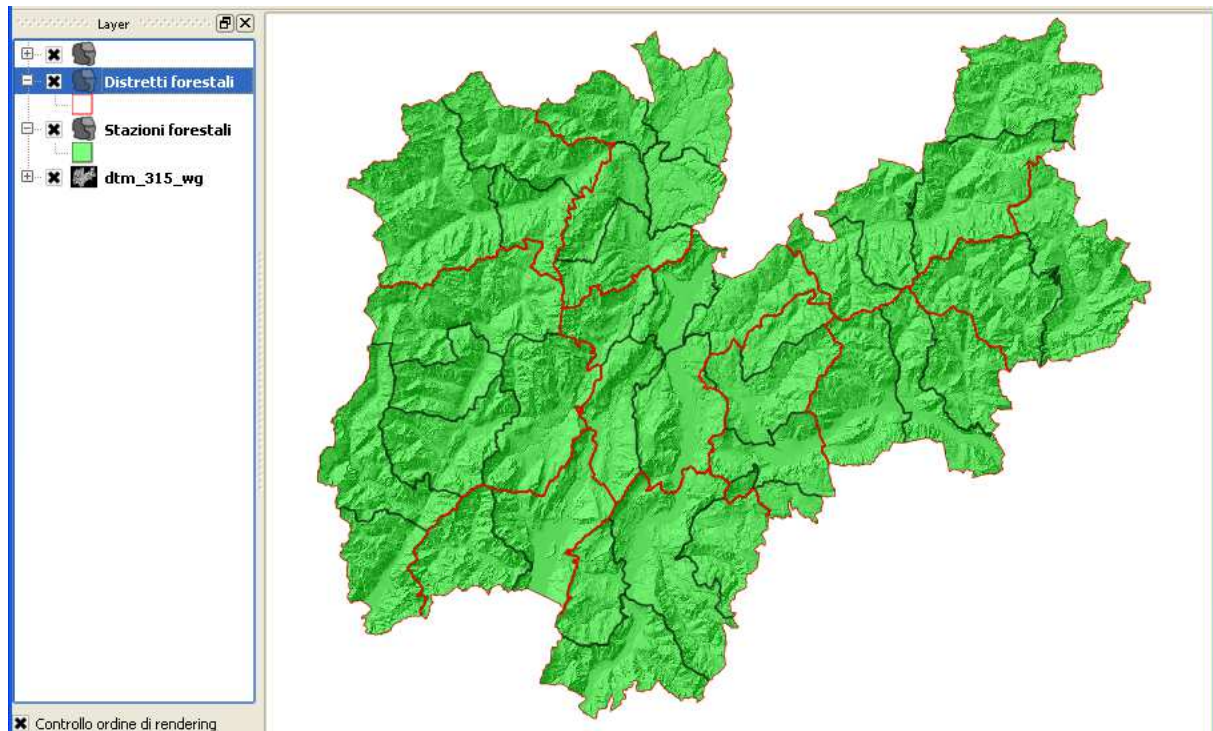 Layer
Distretti forestali
Stazioni forestali
dtm_315_wg
Controllo ordine di rendering